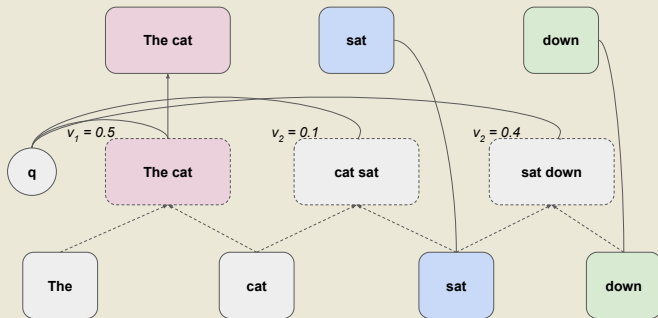 The cat
sat
down
v1 = 0.5
v2 = 0.1
v2 = 0.4
q
The cat
cat sat
sat down
The
cat
sat
down